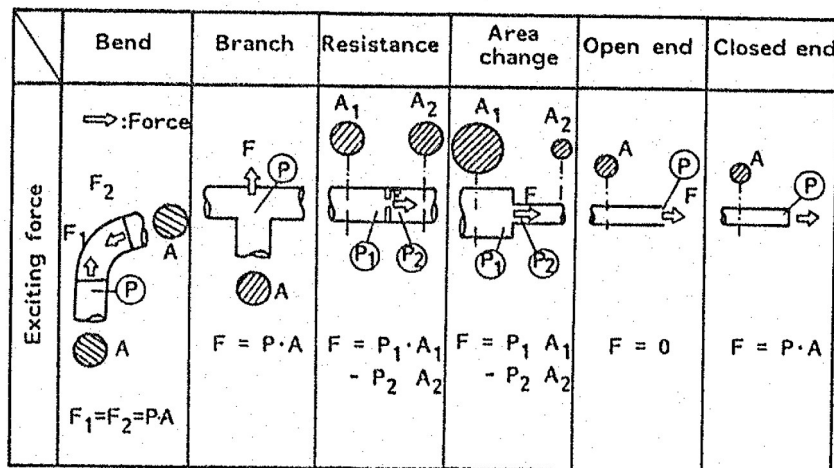 Bend
Branch
Resistance
Area
change
Open end
Closed end
Exciting force
⇨:Force
F2
F1
P
A
A
F1=F2=P·A
F
P
A
F = P·A
A1 A2
F
P1 P2
F = P1·A1
- P2 A2
A1 A2
F
P1 P2
F = P1 A1
- P2 A2
A
P
F
F = 0
A
P
F = P·A